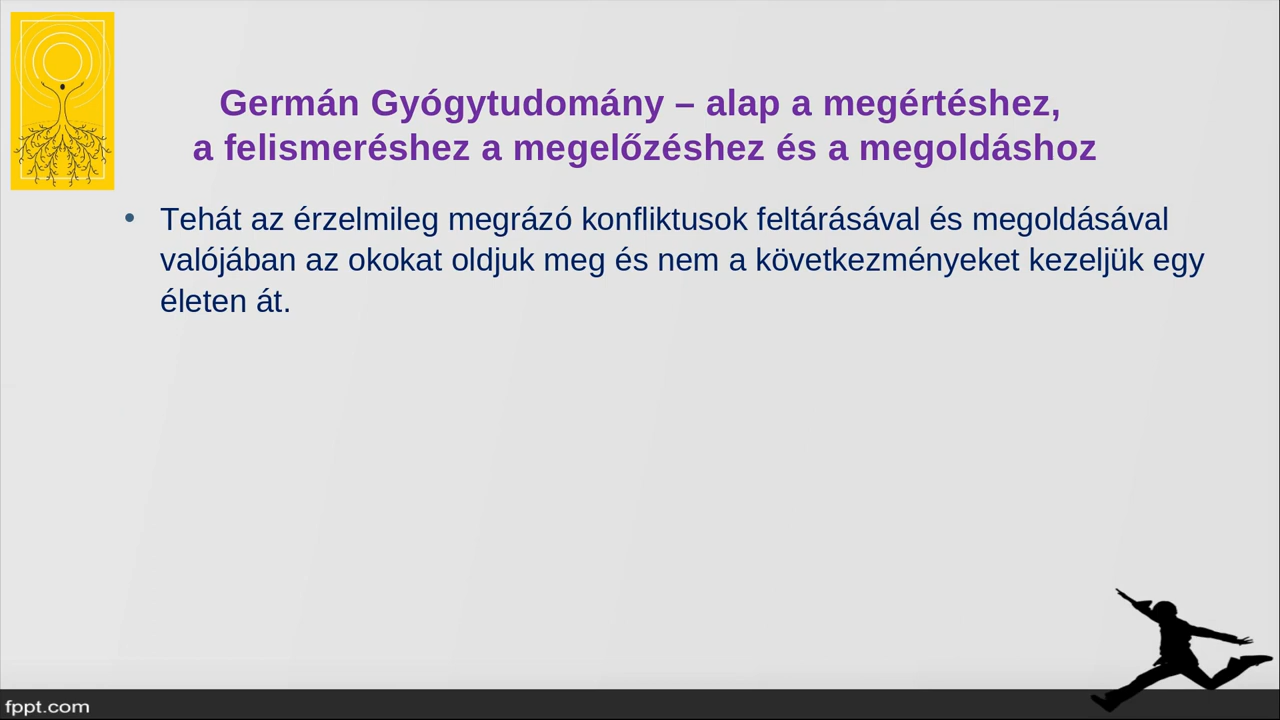 Germán Gyógytudomány – alap a megértéshez,
a felismeréshez a megelőzéshez és a megoldáshoz
• Tehát az érzelmileg megrázó konfliktusok feltárásával és megoldásával
valójában az okokat oldjuk meg és nem a következményeket kezeljük egy
életen át.
fppt.com